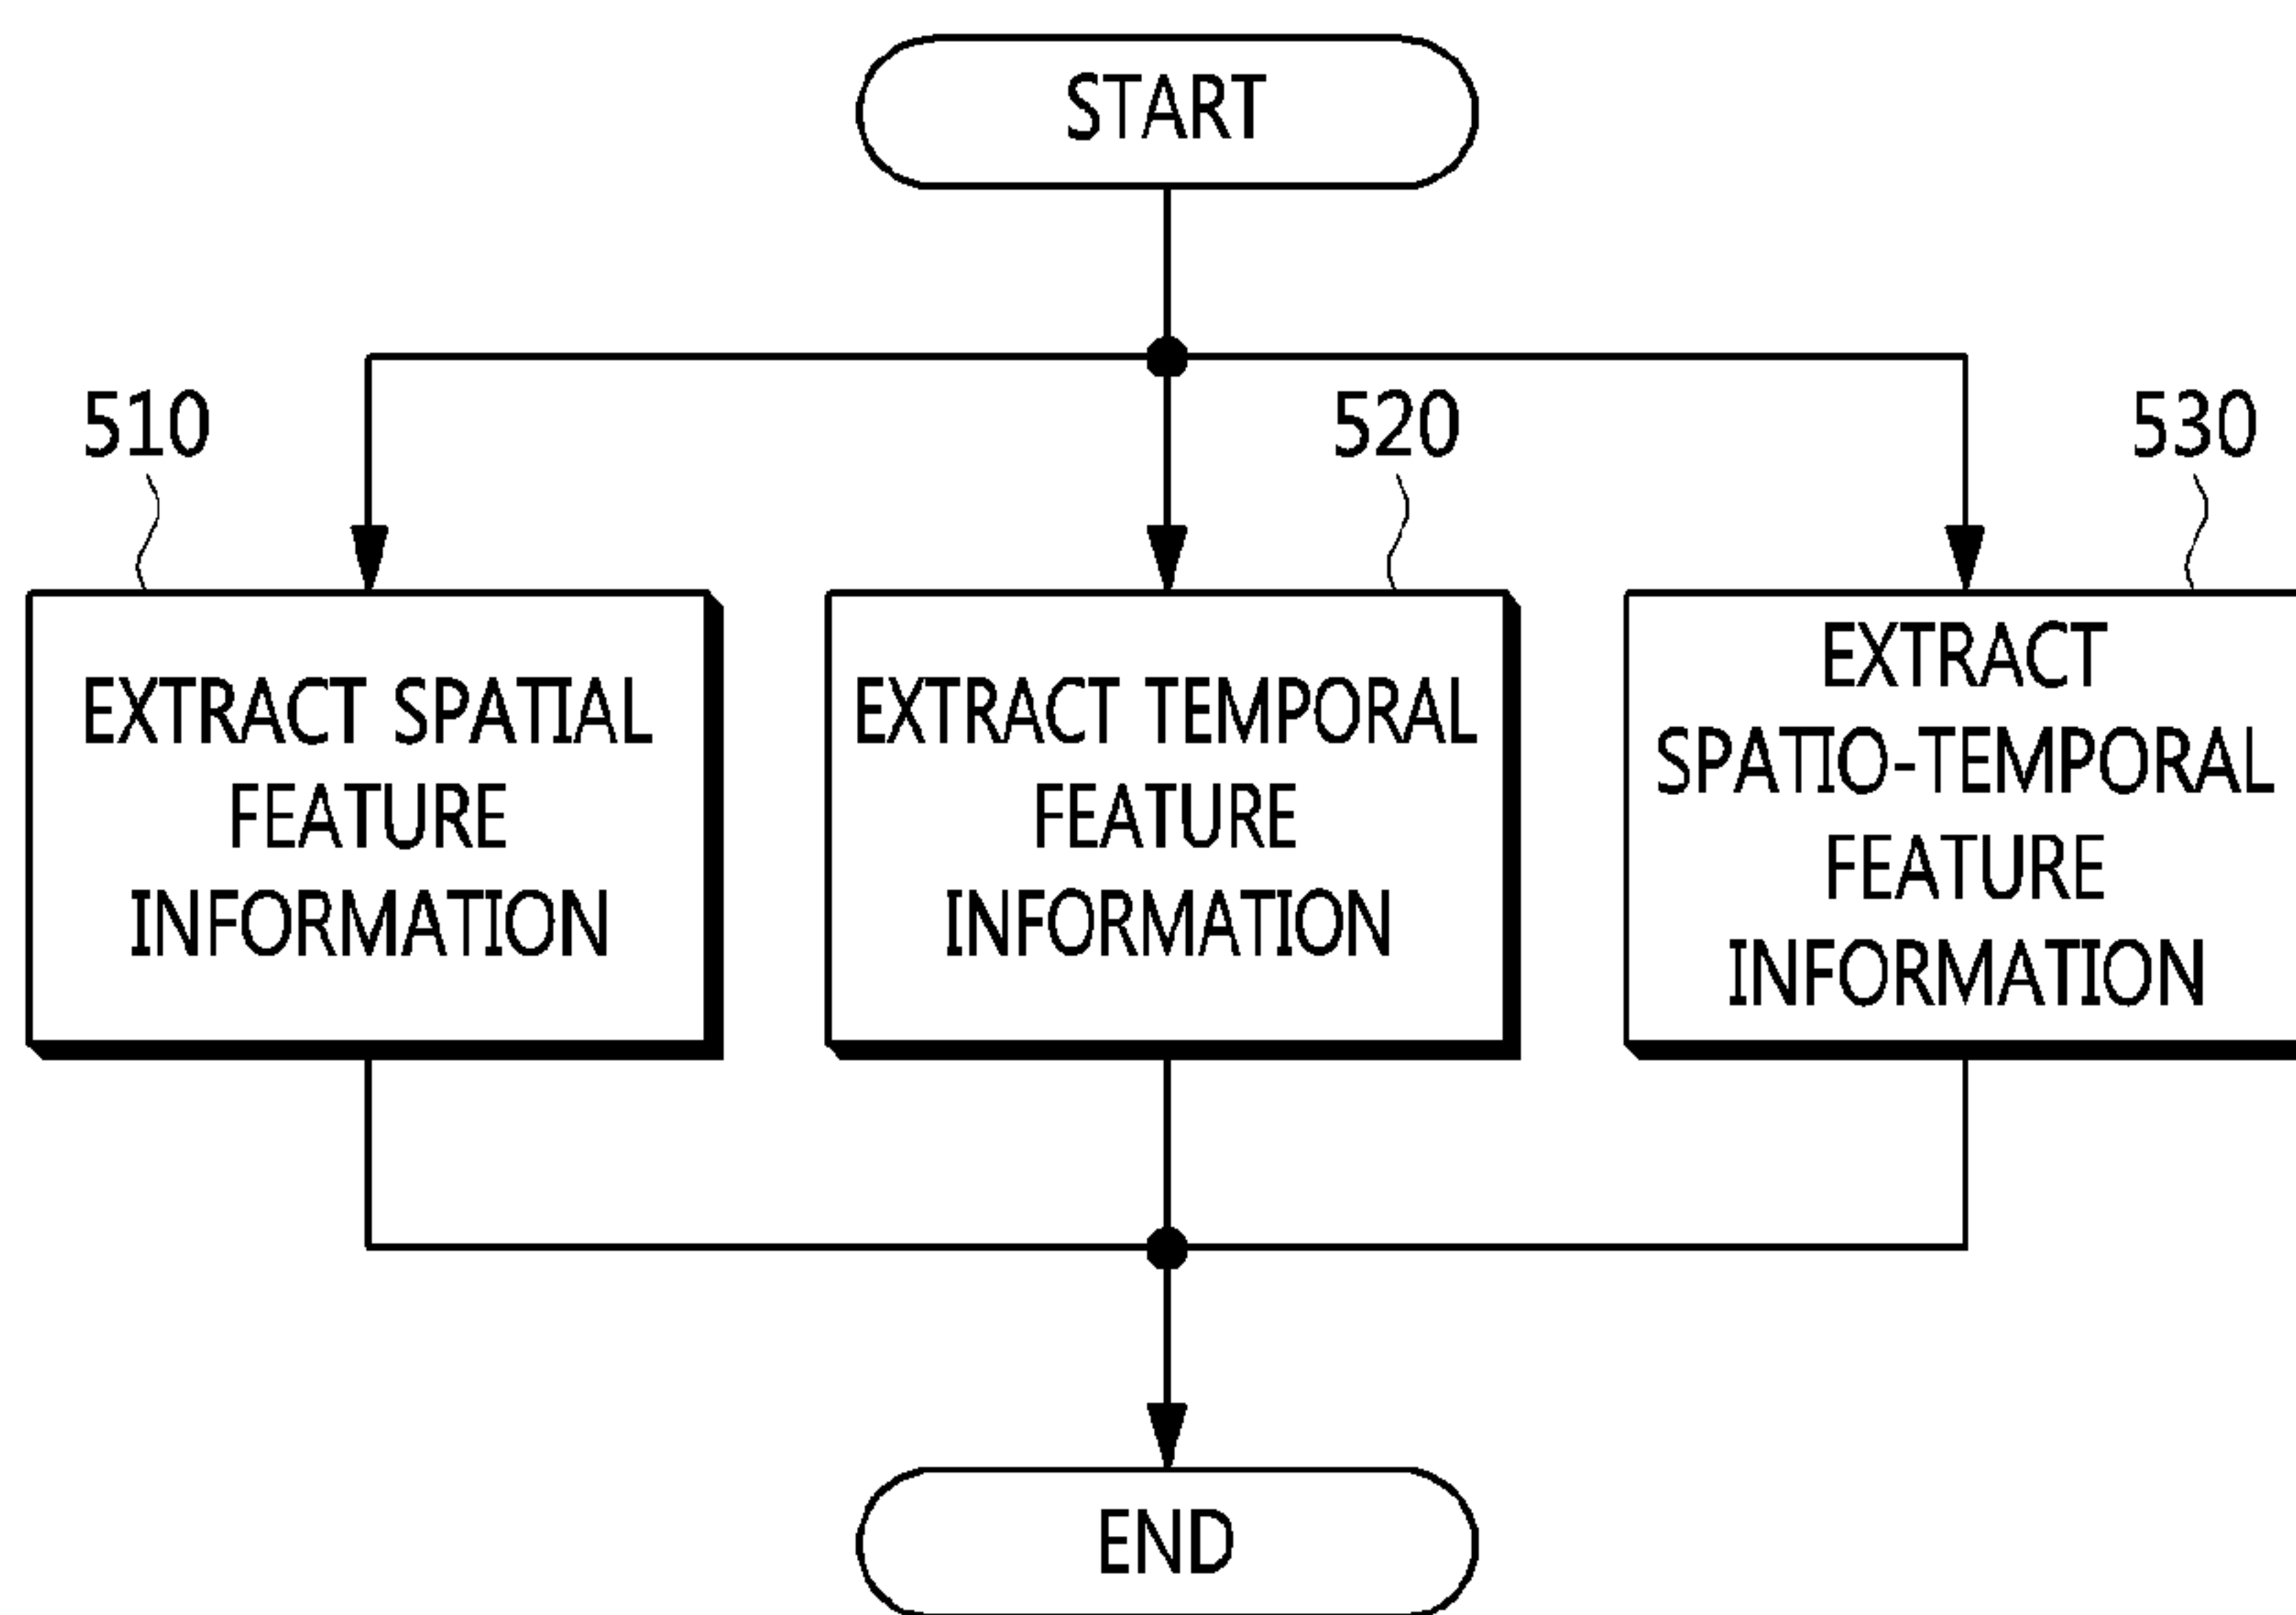 START
510
520
530
EXTRACT SPATIAL
FEATURE
INFORMATION
EXTRACT TEMPORAL
FEATURE
INFORMATION
EXTRACT
SPATIO-TEMPORAL
FEATURE
INFORMATION
END